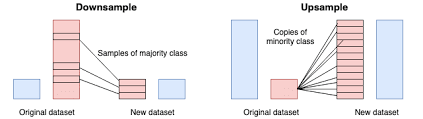 Downsample
Samples of majority class
Original dataset
New dataset
Upsample
Copies of
minority class
Original dataset
New dataset